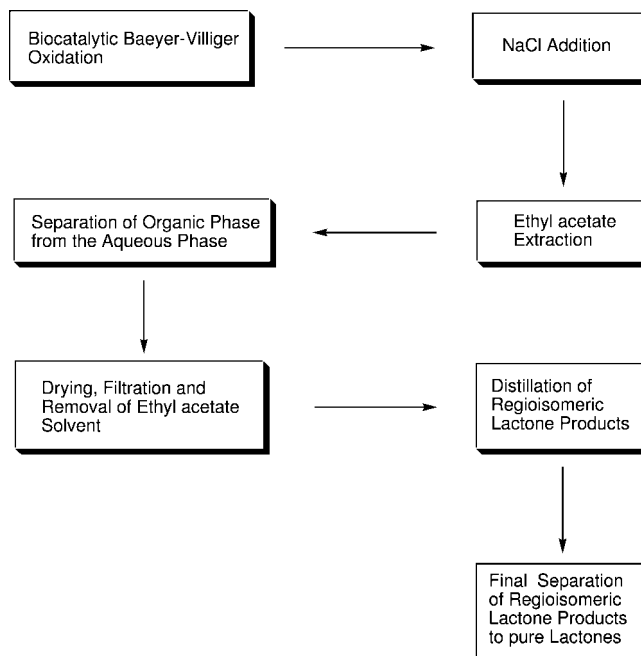 Biocatalytic Baeyer-Villiger
Oxidation
NaCl Addition
Ethyl acetate
Extraction
Separation of Organic Phase
from the Aqueous Phase
Drying, Filtration and
Removal of Ethyl acetate
Solvent
Distillation of
Regioisomeric
Lactone Products
Final Separation
of Regioisomeric
Lactone Products
to pure Lactones